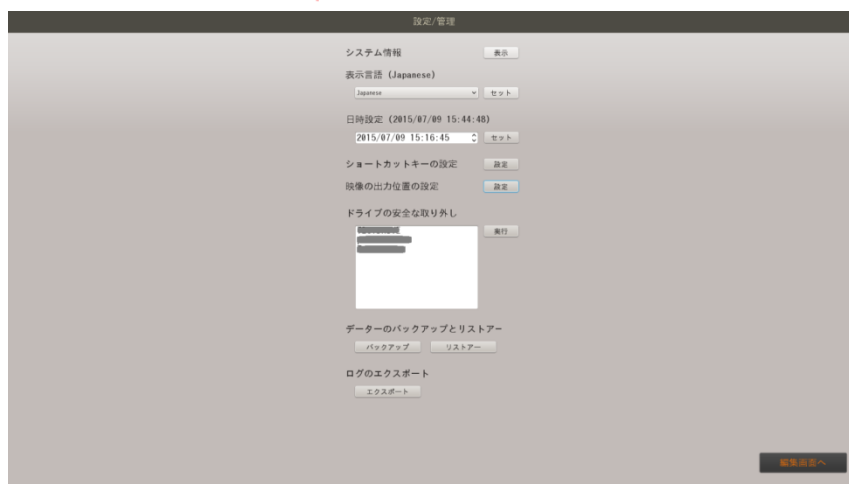 設定/管理
システム情報 表示
表示言語 (Japanese)
Japanese セット
日時設定 (2015/07/09 15:44:48)
2015/07/09 15:16:45 セット
ショートカットキーの設定 設定
映像の出力位置の設定 設定
ドライブの安全な取り外し
実行
データーのバックアップとリストアー
バックアップ リストアー
ログのエクスポート
エクスポート
編集画面へ